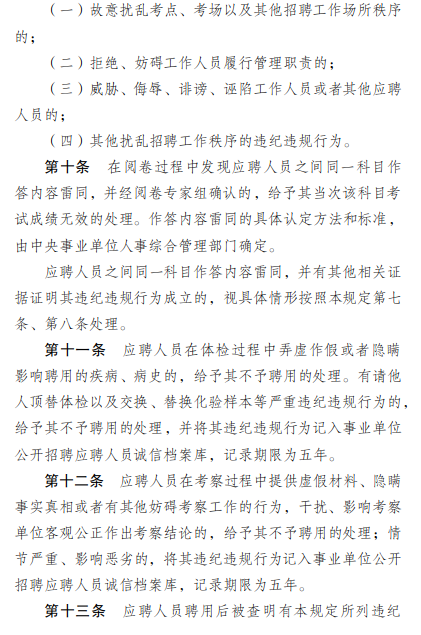 （一）故意扰乱考点、考场以及其他招聘工作场所秩序
的；
（二）拒绝、妨碍工作人员履行管理职责的；
（三）威胁、侮辱、诽谤、诬陷工作人员或者其他应聘
人员的；
（四）其他扰乱招聘工作秩序的违纪违规行为。
第十条　在阅卷过程中发现应聘人员之间同一科目作
答内容雷同，并经阅卷专家组确认的，给予其当次该科目考
试成绩无效的处理。作答内容雷同的具体认定方法和标准，
由中央事业单位人事综合管理部门确定。
应聘人员之间同一科目作答内容雷同，并有其他相关证
据证明其违纪违规行为成立的，视具体情形按照本规定第七
条、第八条处理。
第十一条　应聘人员在体检过程中弄虚作假或者隐瞒
影响聘用的疾病、病史的，给予其不予聘用的处理。有请他
人顶替体检以及交换、替换化验样本等严重违纪违规行为的，
给予其不予聘用的处理，并将其违纪违规行为记入事业单位
公开招聘应聘人员诚信档案库，记录期限为五年。
第十二条　应聘人员在考察过程中提供虚假材料、隐瞒
事实真相或者有其他妨碍考察工作的行为，干扰、影响考察
单位客观公正作出考察结论的，给予其不予聘用的处理；情
节严重、影响恶劣的，将其违纪违规行为记入事业单位公开
招聘应聘人员诚信档案库，记录期限为五年。
第十三条　应聘人员聘用后被查明有本规定所列违纪